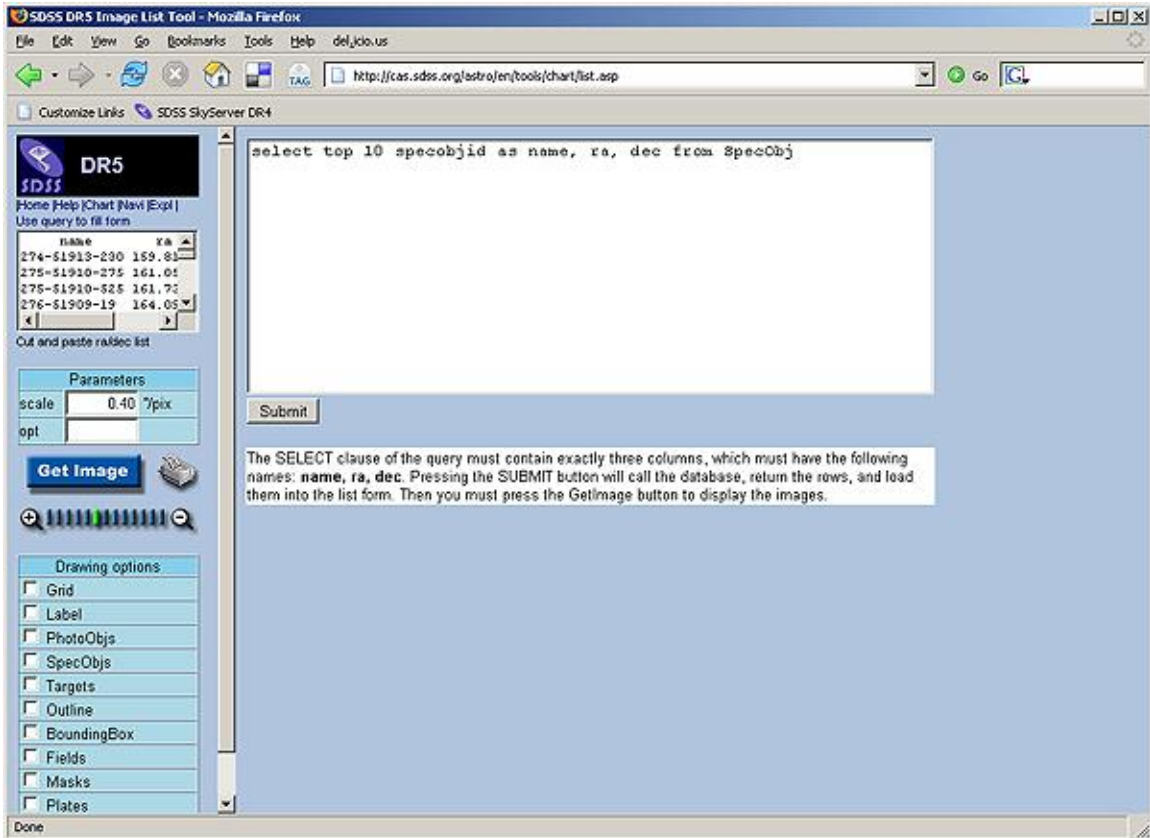 SDSS DR5 Image List Tool - Mozilla Firefox
File Edit View Go Bookmarks Tools Help del.icio.us
TAG http://cas.sdss.org/astro/en/tools/chart/list.asp Go G
Customize Links SDSS SkyServer DR4
SDSS DR5
|Home |Help |Chart |Navi |Expl |
Use query to fill form
name ra
274-51913-230 159.81
275-51910-275 161.05
275-51910-525 161.73
276-51909-19 164.05
Cut and paste ra/dec list
Parameters
scale 0.40 "/pix
opt
Get Image
Drawing options
Grid
Label
PhotoObjs
SpecObjs
Targets
Outline
BoundingBox
Fields
Masks
Plates
select top 10 specobjid as name, ra, dec from SpecObj
Submit
The SELECT clause of the query must contain exactly three columns, which must have the following
names: name, ra, dec. Pressing the SUBMIT button will call the database, return the rows, and load
them into the list form. Then you must press the GetImage button to display the images.
Done